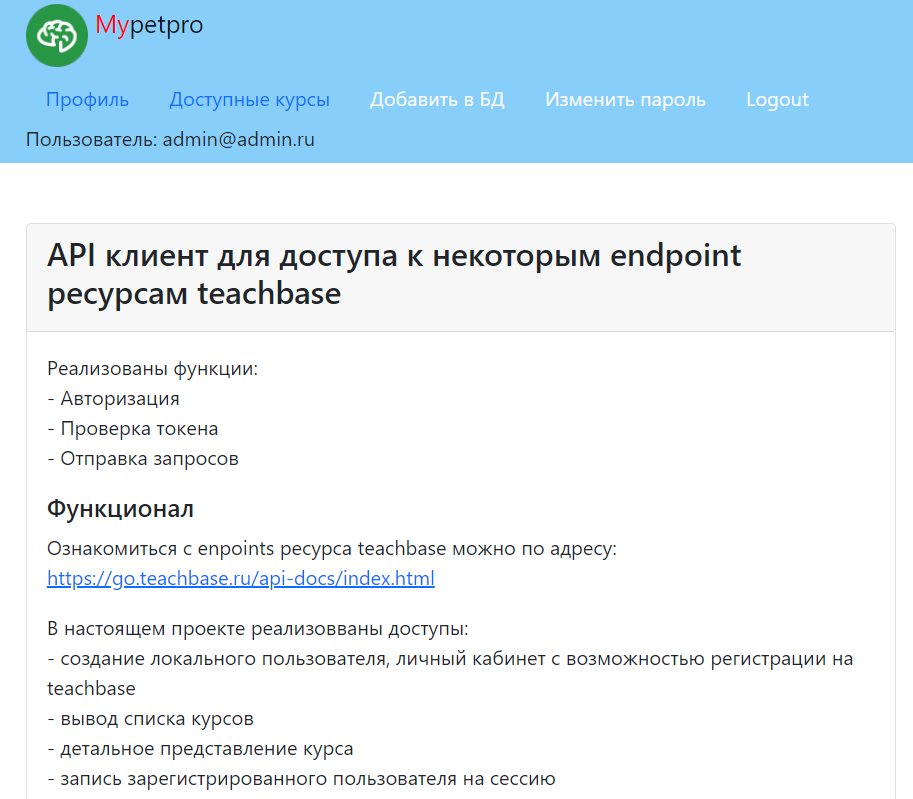 Mypetpro
Профиль Доступные курсы Добавить в БД Изменить пароль Logout
Пользователь: admin@admin.ru
API клиент для доступа к некоторым endpoint
ресурсам teachbase
Реализованы функции:
- Авторизация
- Проверка токена
- Отправка запросов
Функционал
Ознакомиться с enpoints ресурса teachbase можно по адресу:
https://go.teachbase.ru/api-docs/index.html
В настоящем проекте реализовваны доступы:
- создание локального пользователя, личный кабинет с возможностью регистрации на
teachbase
- вывод списка курсов
- детальное представление курса
- запись зарегистрированного пользователя на сессию